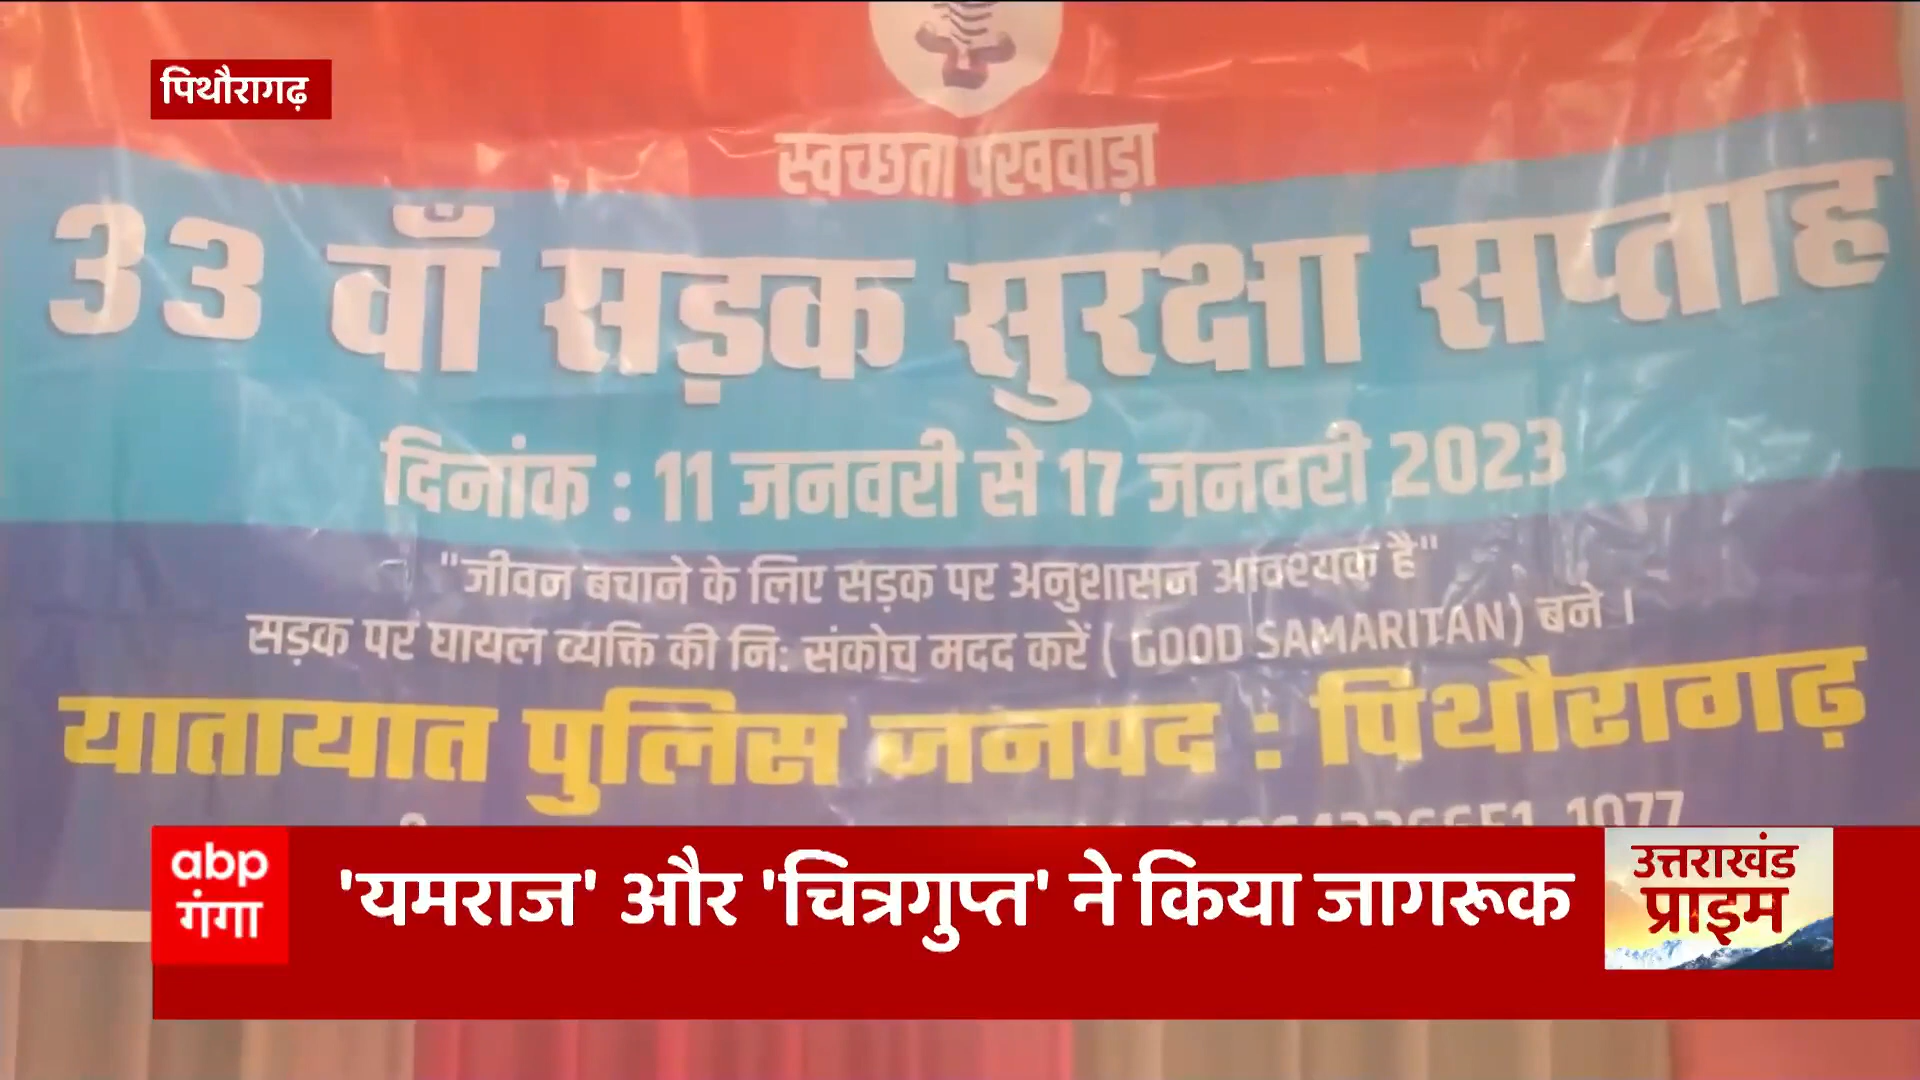 पिथौरागढ़
स्वच्छता पखवाड़ा
33 वाँ सड़क सुरक्षा सप्ताह
दिनांक : 11 जनवरी से 17 जनवरी 2023
"जीवन बचाने के लिए सड़क पर अनुशासन आवश्यक है"
सड़क पर घायल व्यक्ति की नि: संकोच मदद करें ( GOOD SAMARITAN) बने ।
यातायात पुलिस जनपद : पिथौरागढ़
1077
abp
गंगा
'यमराज' और 'चित्रगुप्त' ने किया जागरूक
उत्तराखंड
प्राइम